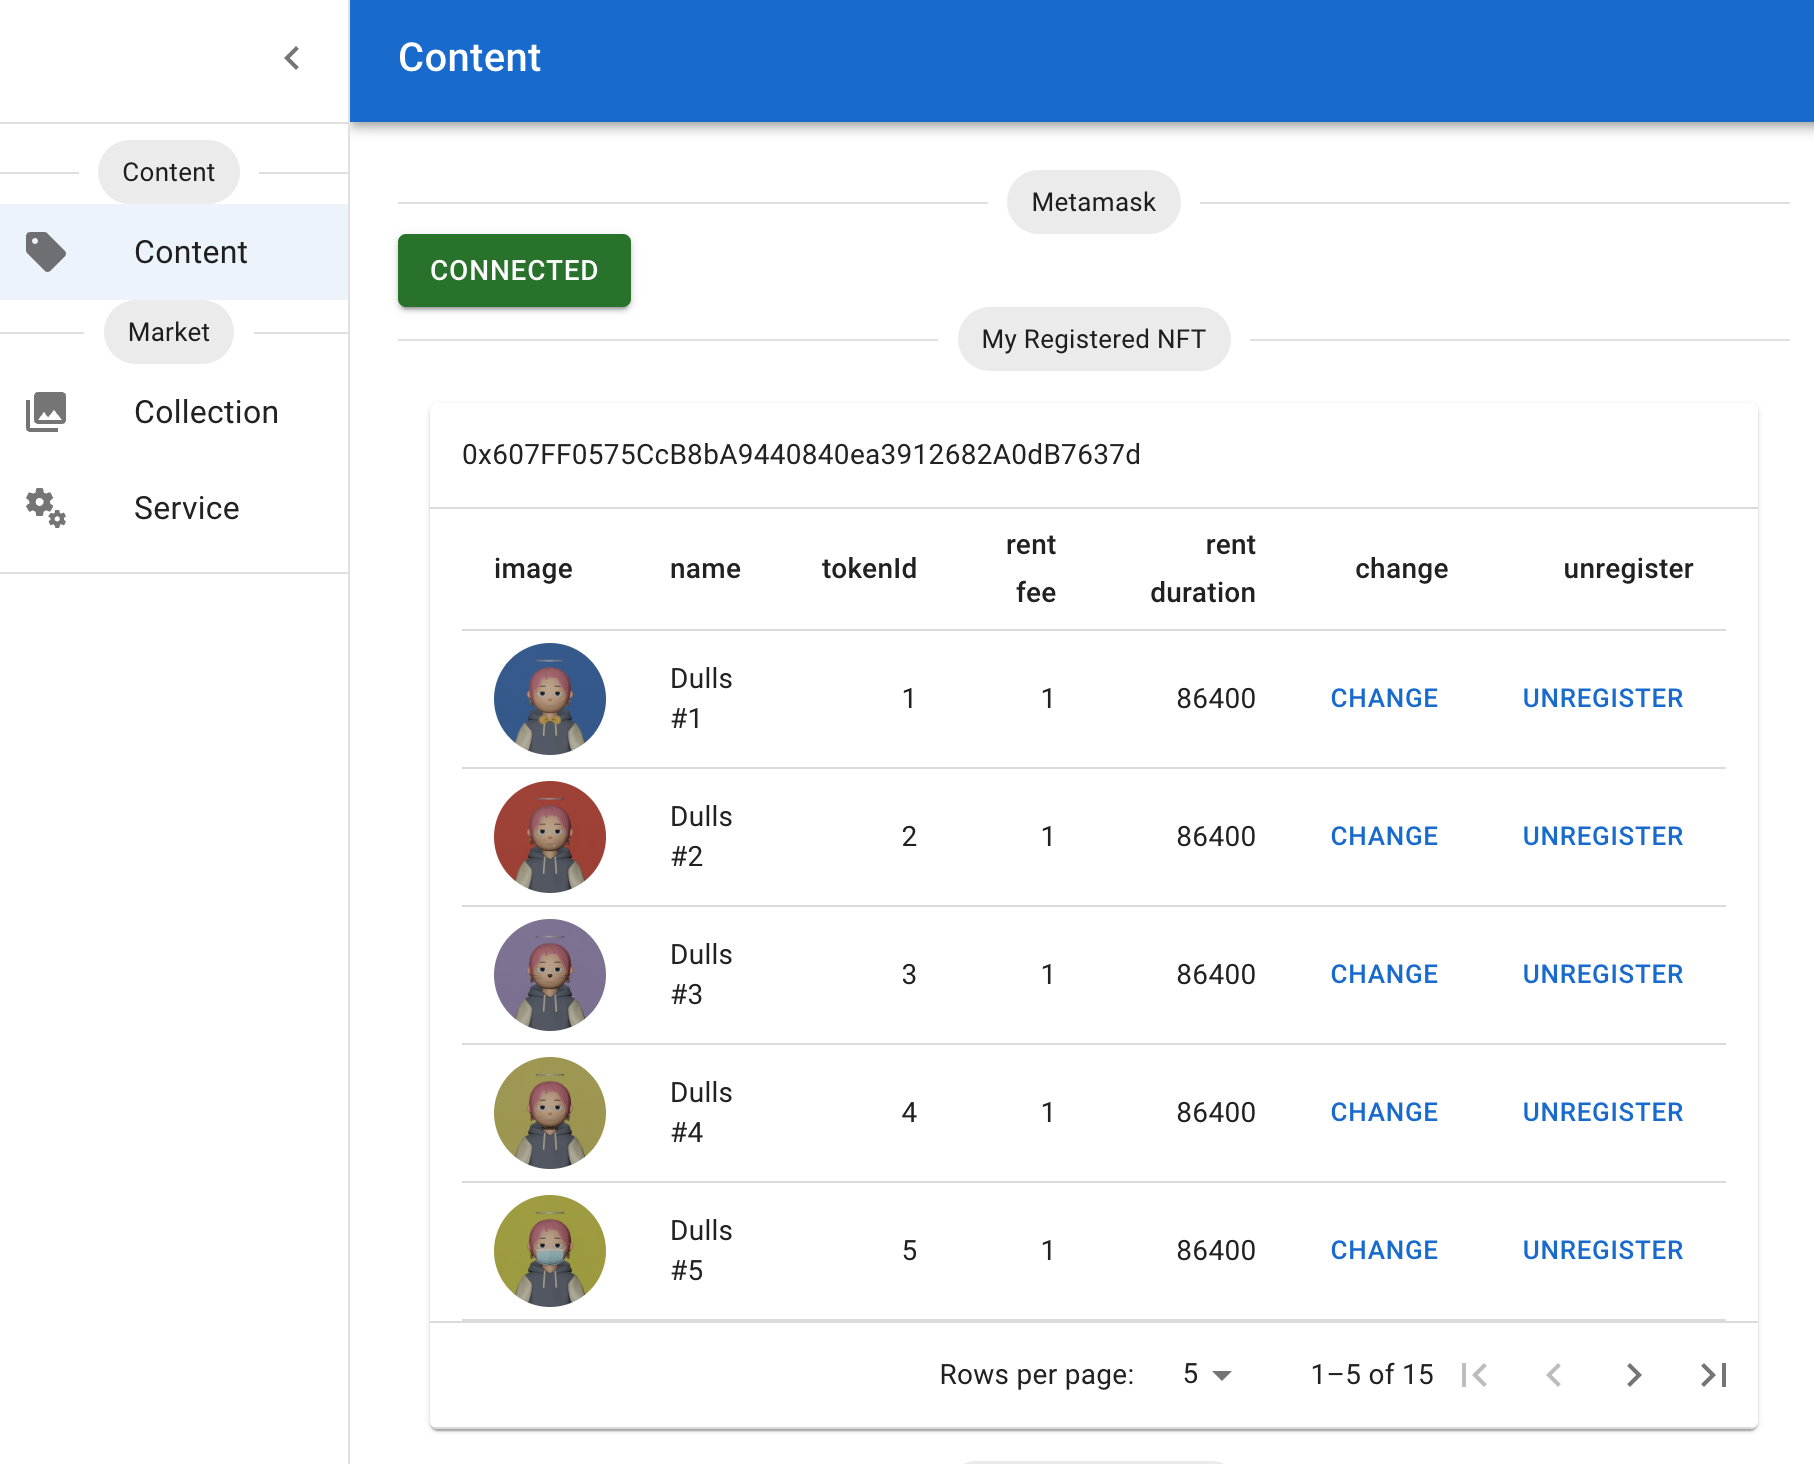 Content
Content
Content
Market
Collection
Service
Metamask
CONNECTED
My Registered NFT
0x607FF0575CcB8bA9440840ea3912682A0dB7637d
image name tokenId rent fee rent duration change unregister
Dulls #1 1 1 86400 CHANGE UNREGISTER
Dulls #2 2 1 86400 CHANGE UNREGISTER
Dulls #3 3 1 86400 CHANGE UNREGISTER
Dulls #4 4 1 86400 CHANGE UNREGISTER
Dulls #5 5 1 86400 CHANGE UNREGISTER
Rows per page: 5 1–5 of 15